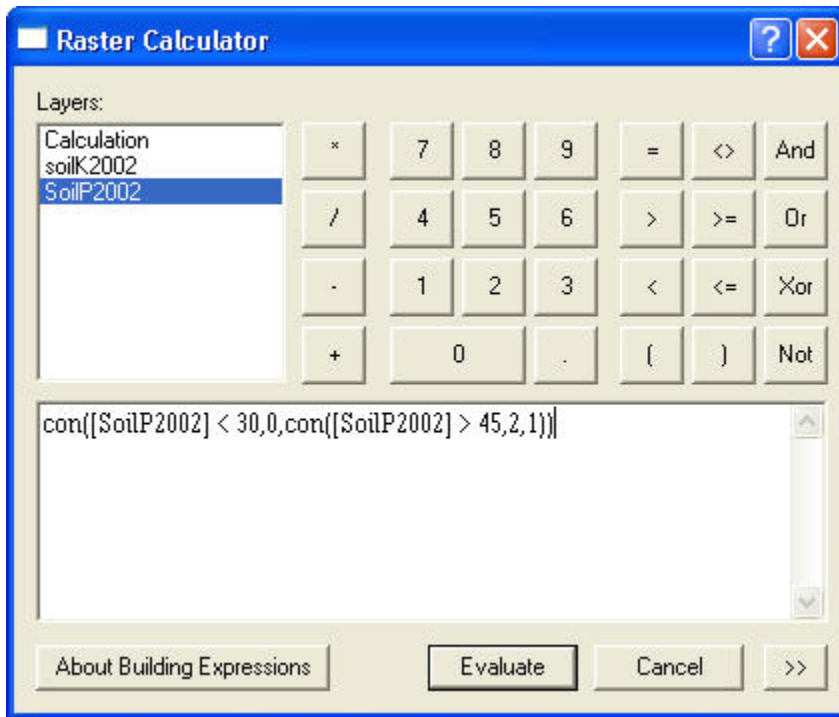 Raster Calculator
?
X
Layers:
Calculation
soilK2002
SoilP2002
* 7 8 9 = <> And
/ 4 5 6 > >= Or
- 1 2 3 < <= Xor
+ 0 . ( ) Not
con([SoilP2002] < 30,0,con([SoilP2002] > 45,2,1))
About Building Expressions Evaluate Cancel >>